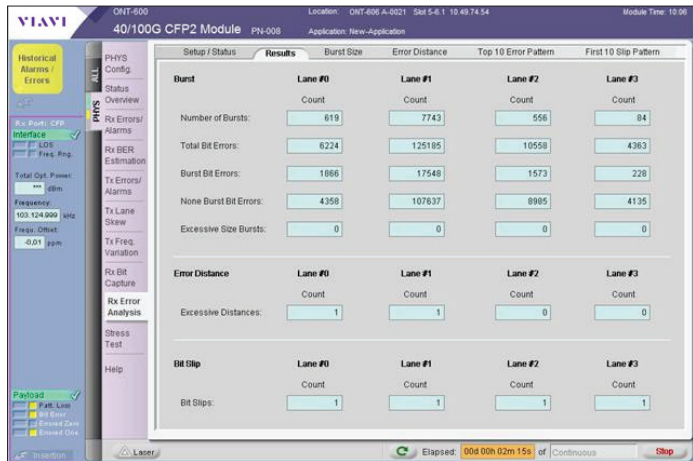 VIAVI
ONT-600
40/100G CFP2 Module PN-008
Location: ONT-606 A-0021 Slot 5-6.1 10.49.74.54
Application: New-Application
Module Time: 10:06
Historical
Alarms /
Errors
Rx Port: CFP
Interface
LOS
Freq. Rng.
Total Opt. Power:
*** dBm
Frequency:
103.124.999 kHz
Frequ. Offset:
-0,01 ppm
Payload
Patt. Loss
Bit Error
Errored Zero
Errored One
Insertion
ALL
PHYS
PHYS
Config.
Status
Overview
Rx Errors/
Alarms
Rx BER
Estimation
Tx Errors/
Alarms
Tx Lane
Skew
Tx Freq.
Variation
Rx Bit
Capture
Rx Error
Analysis
Stress
Test
Help
Setup / Status Results Burst Size Error Distance Top 10 Error Pattern First 10 Slip Pattern
Burst Lane #0 Lane #1 Lane #2 Lane #3
Count Count Count Count
Number of Bursts: 619 7743 556 84
Total Bit Errors: 6224 125185 10558 4363
Burst Bit Errors: 1866 17548 1573 228
None Burst Bit Errors: 4358 107637 8985 4135
Excessive Size Bursts: 0 0 0 0
Error Distance Lane #0 Lane #1 Lane #2 Lane #3
Count Count Count Count
Excessive Distances: 1 1 0 0
Bit Slip Lane #0 Lane #1 Lane #2 Lane #3
Count Count Count Count
Bit Slips: 1 1 1 1
Laser
Elapsed: 00d 00h 02m 15s of Continuous
Stop